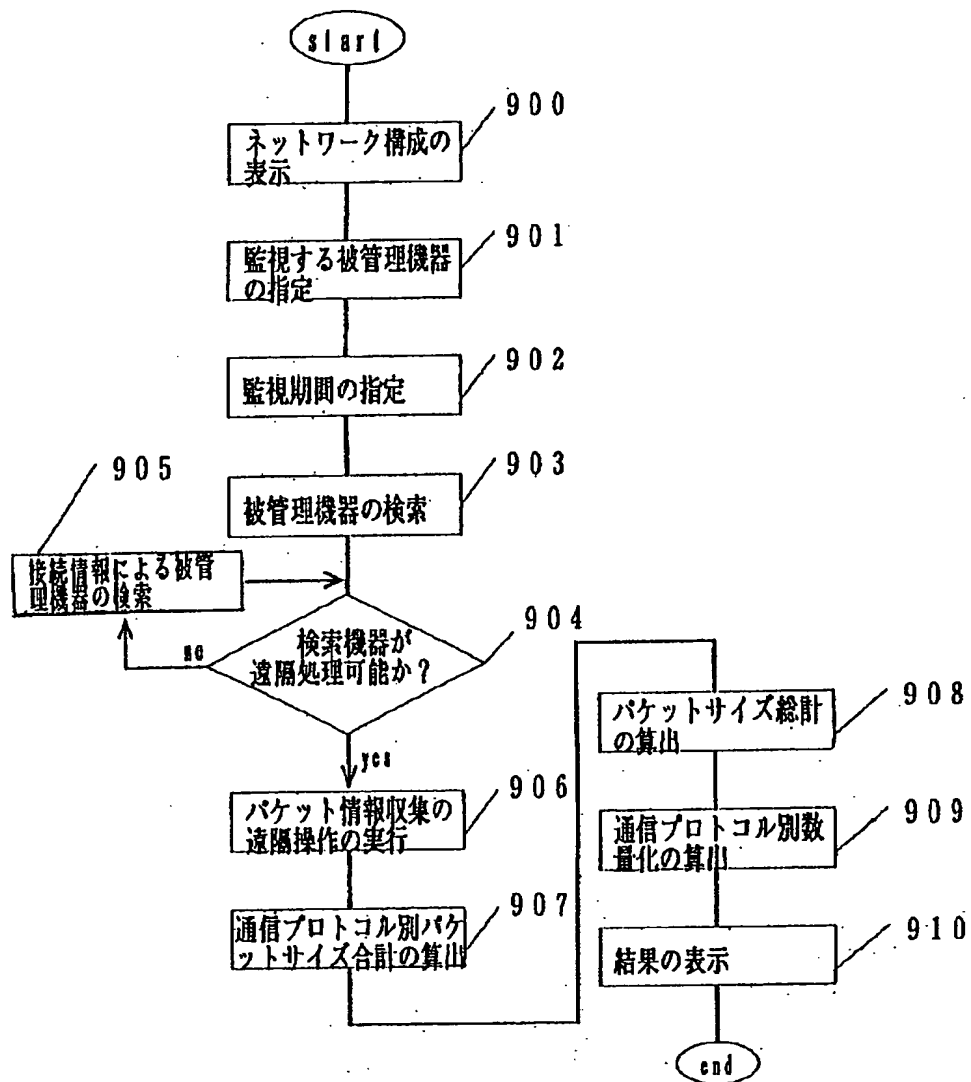 start
900
ネットワーク構成の
表示
901
監視する被管理機器
の指定
902
監視期間の指定
903
被管理機器の検索
905
接続情報による被管
理機器の検索
904
検索機器が
遠隔処理可能か?
no
yes
906
パケット情報収集の
遠隔操作の実行
907
通信プロトコル別パケ
ットサイズ合計の算出
908
パケットサイズ総計
の算出
909
通信プロトコル別数
量化の算出
910
結果の表示
end